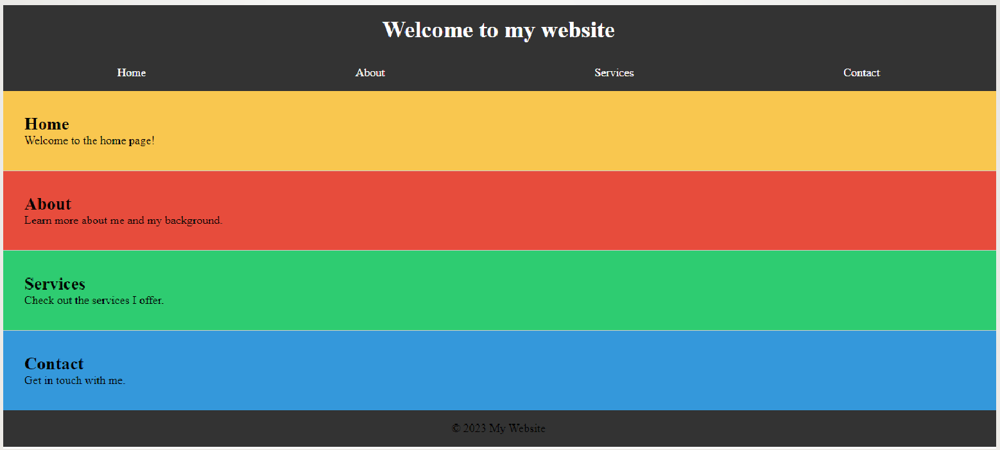 Welcome to my website
Home About Services Contact
Home
Welcome to the home page!
About
Learn more about me and my background.
Services
Check out the services I offer.
Contact
Get in touch with me.
© 2023 My Website